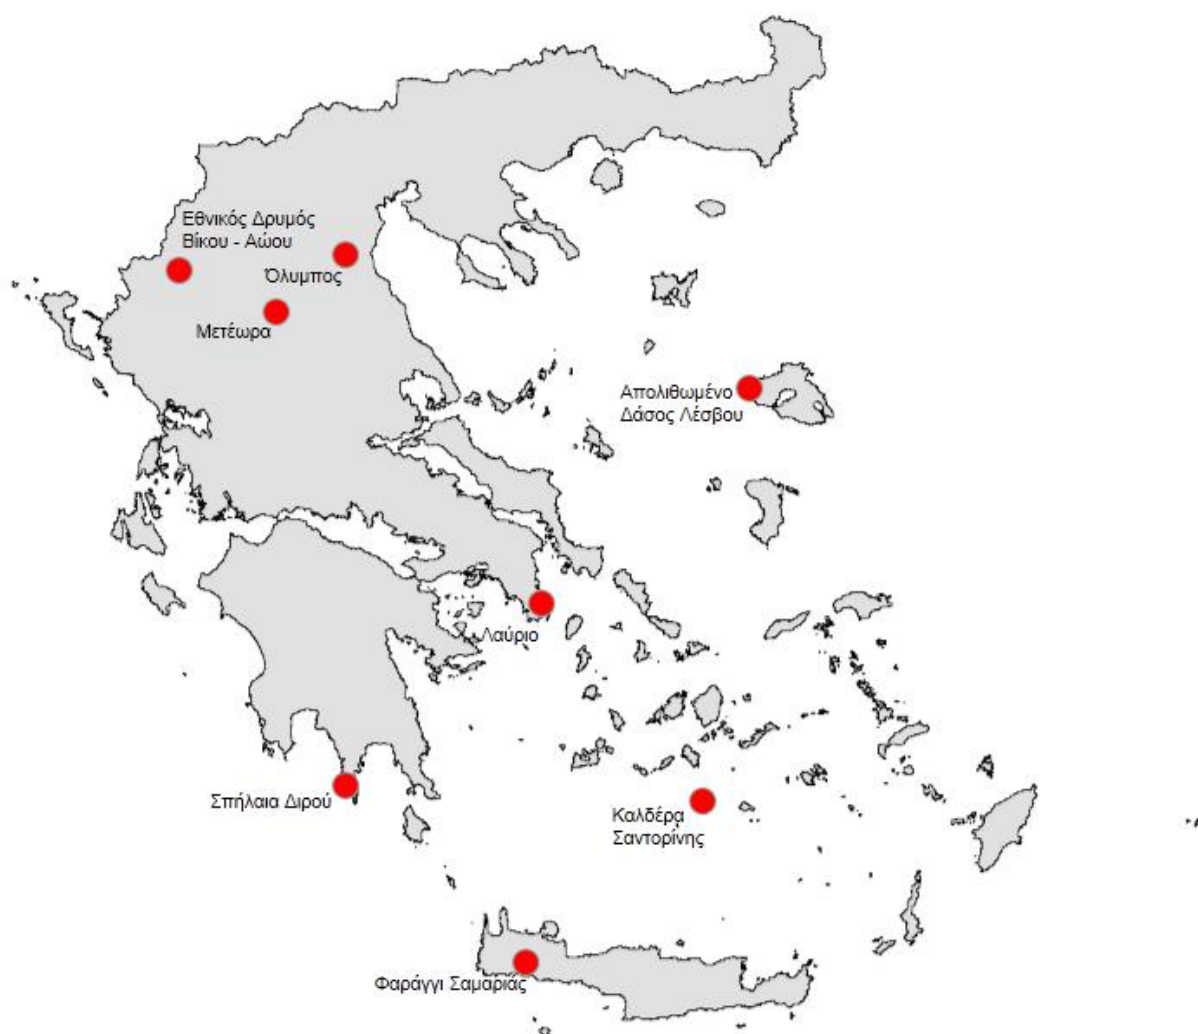 Εθνικός Δρυμός
Βίκου - Αώου
Όλυμπος
Μετέωρα
Απολιθωμένο
Δάσος Λέσβου
Λαύριο
Σπήλαια Διρού
Καλδέρα
Σαντορίνης
Φαράγγι Σαμαριάς